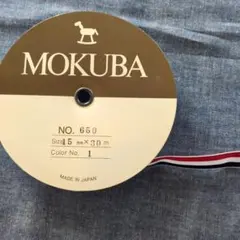 MOKUBA
NO. 650
Size 15 mm × 30 m
Color No. 1
MADE IN JAPAN